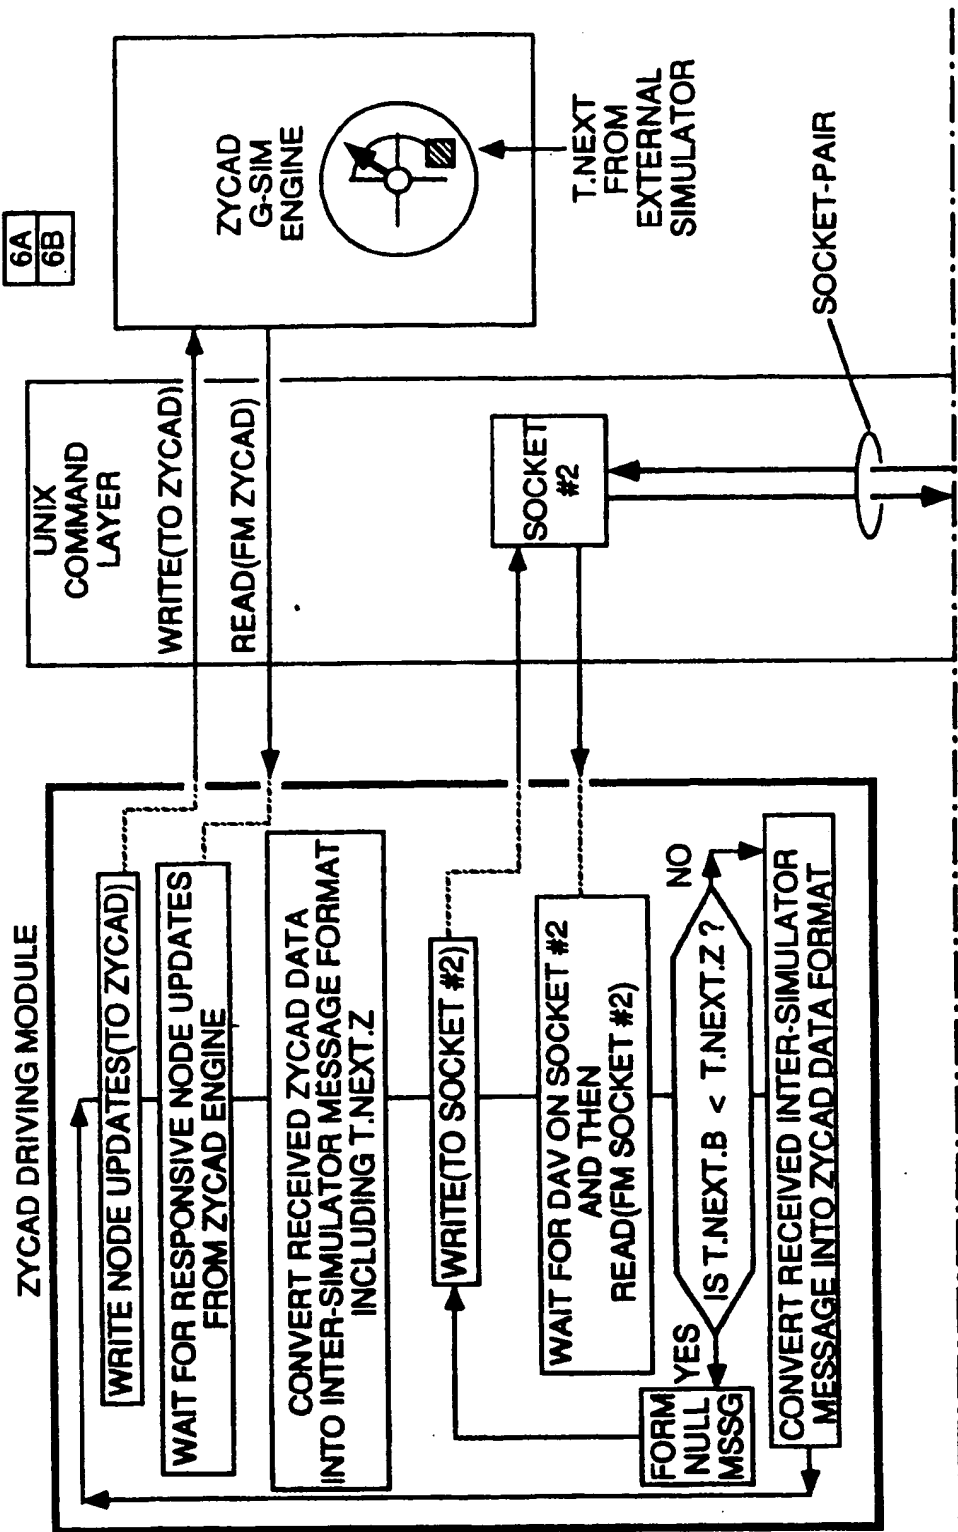 6A
6B
ZYCAD DRIVING MODULE
WRITE NODE UPDATES(TO ZYCAD)
WAIT FOR RESPONSIVE NODE UPDATES
FROM ZYCAD ENGINE
CONVERT RECEIVED ZYCAD DATA
INTO INTER-SIMULATOR MESSAGE FORMAT
INCLUDING T.NEXT.Z
WRITE(TO SOCKET #2)
WAIT FOR DAV ON SOCKET #2
AND THEN
READ(FM SOCKET #2)
IS T.NEXT.B < T.NEXT.Z ?
YES
NO
FORM
NULL
MSSG
CONVERT RECEIVED INTER-SIMULATOR
MESSAGE INTO ZYCAD DATA FORMAT
UNIX
COMMAND
LAYER
WRITE(TO ZYCAD)
READ(FM ZYCAD)
SOCKET
#2
SOCKET-PAIR
ZYCAD
G-SIM
ENGINE
T.NEXT
FROM
EXTERNAL
SIMULATOR